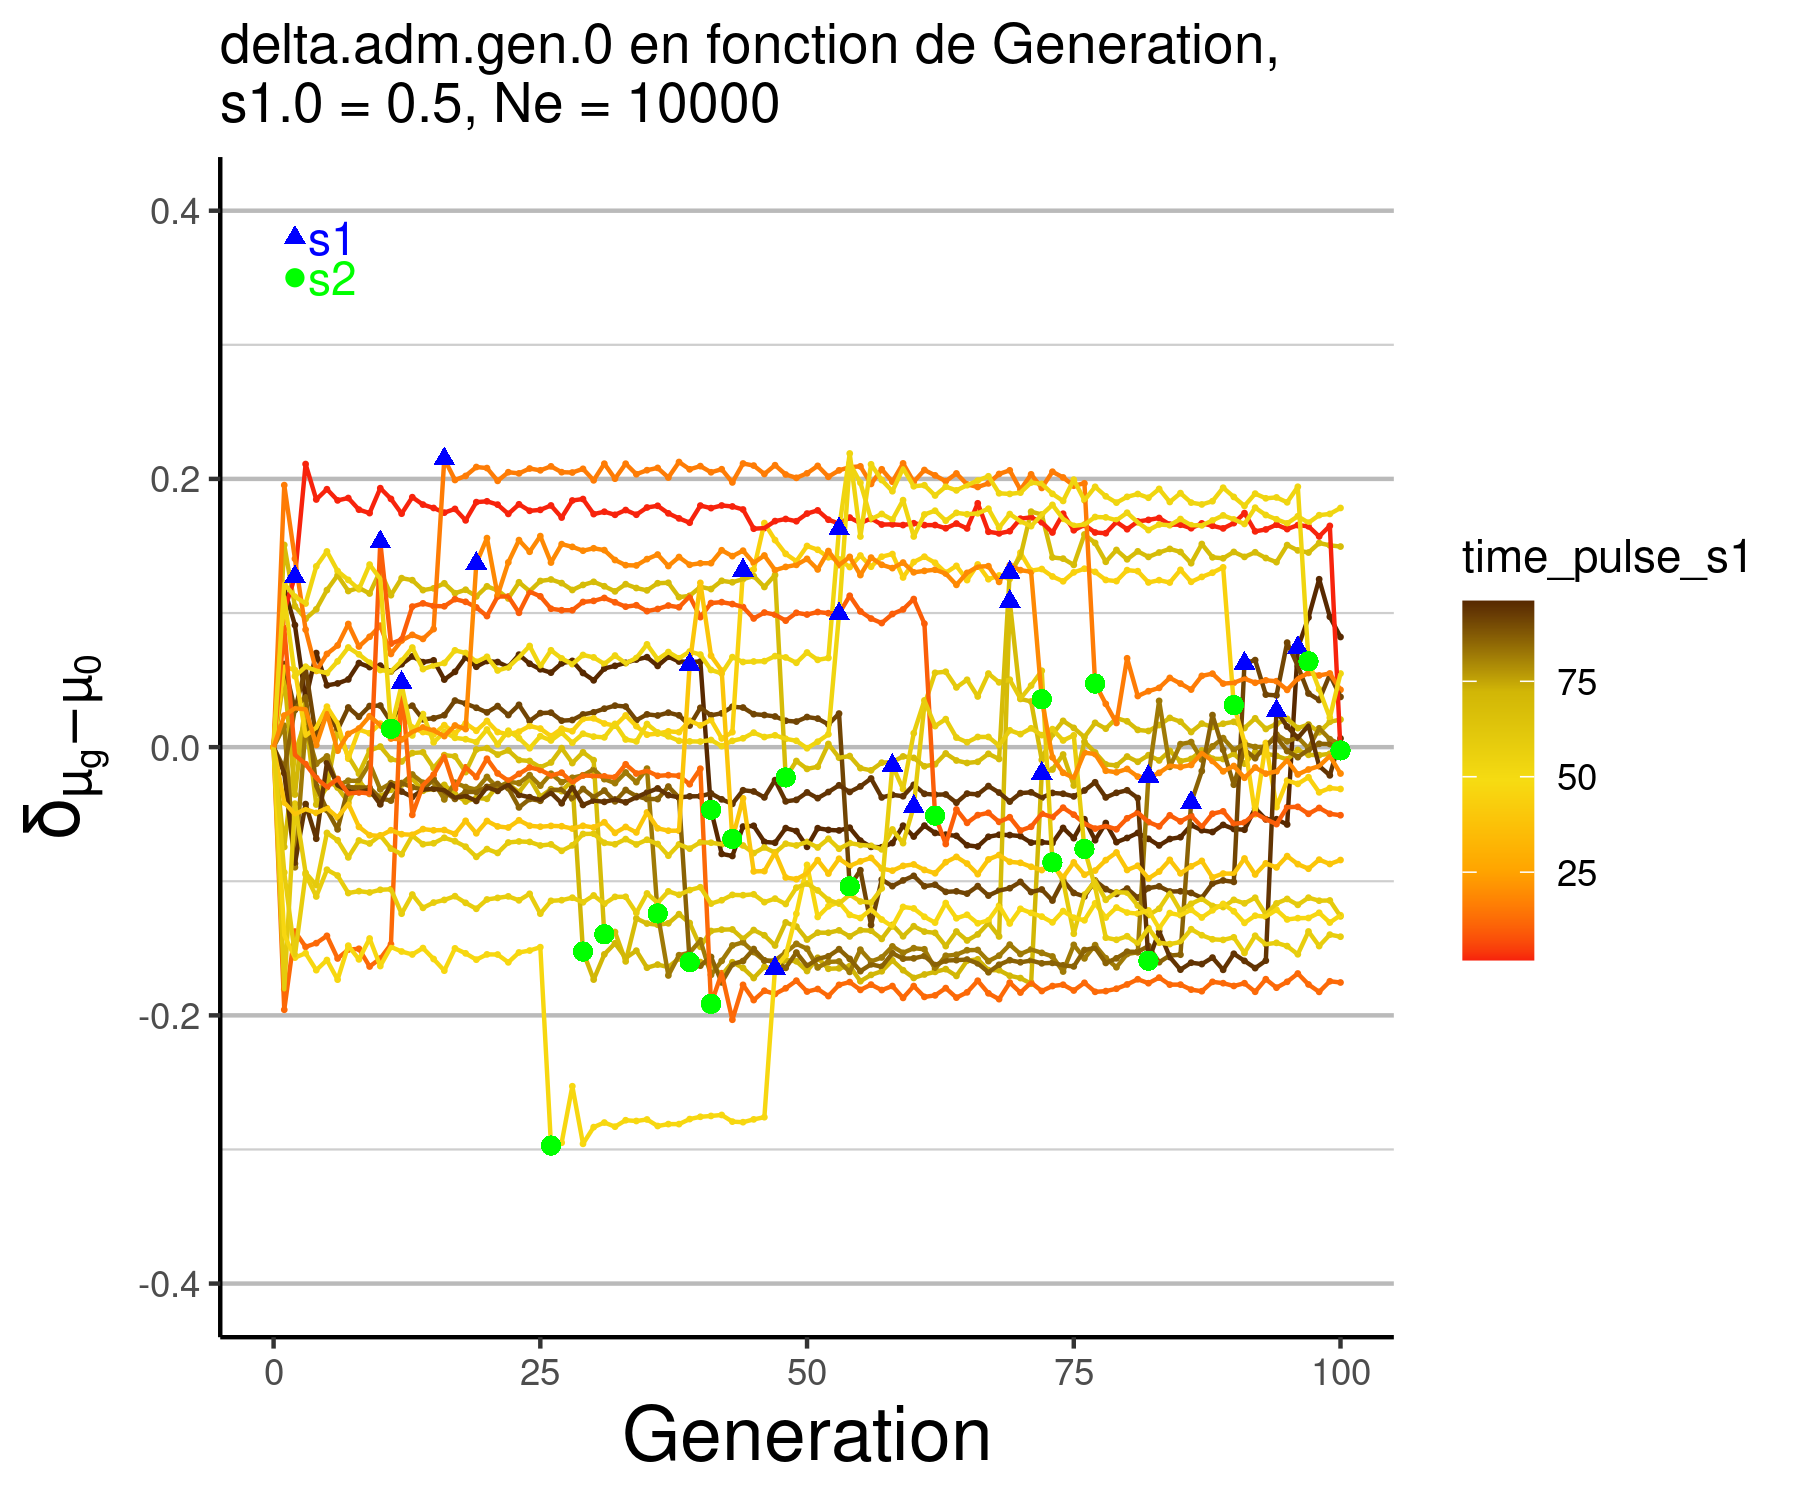 delta.adm.gen.0 en fonction de Generation,
s1.0 = 0.5, Ne = 10000
δμg−μ0
0.4
0.2
0.0
-0.2
-0.4
s1
s2
0
25
50
75
100
Generation
time_pulse_s1
75
50
25